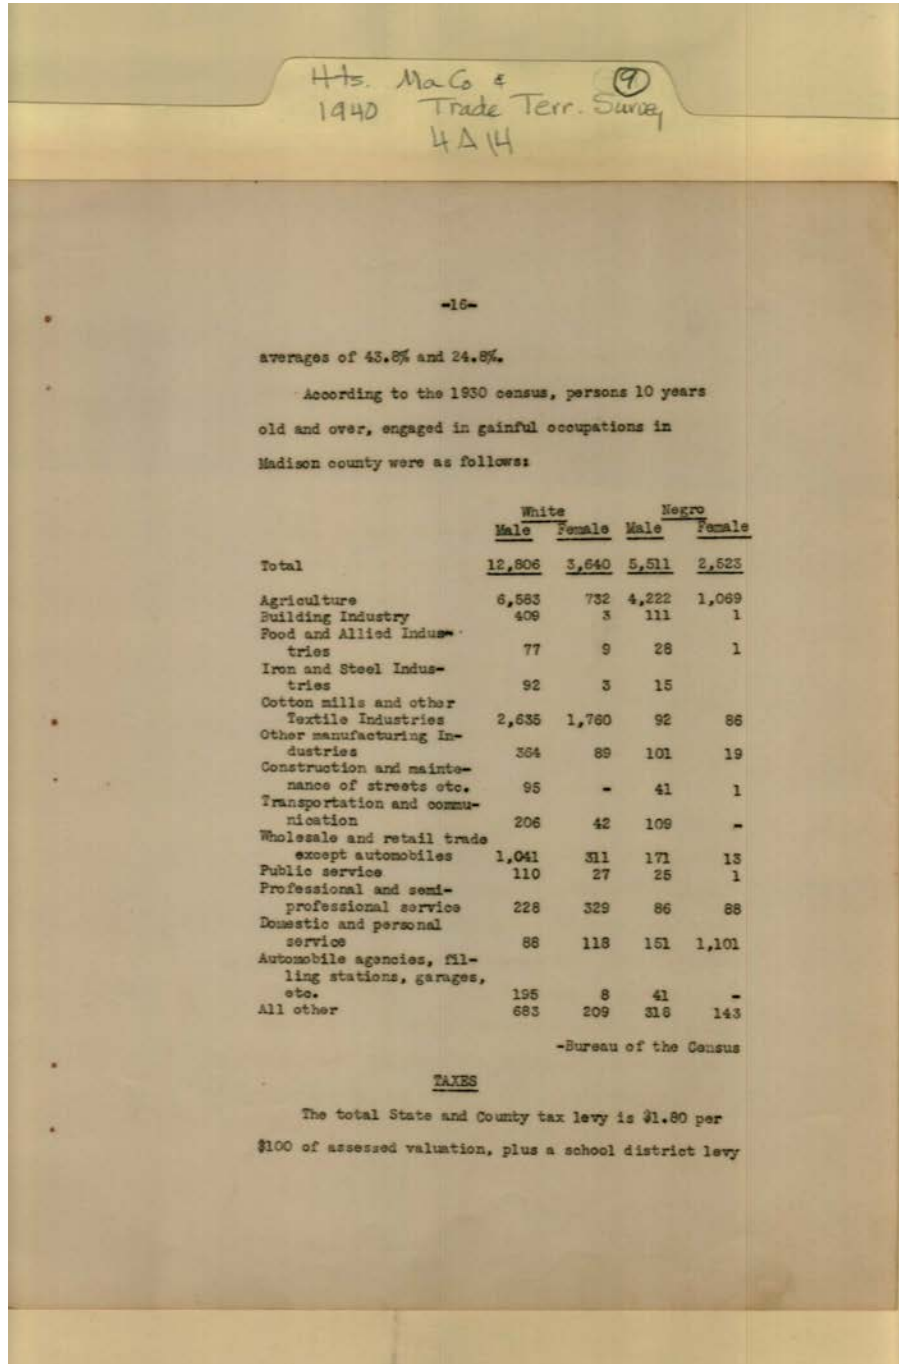 Hts. Ma Co & 9
1940 Trade Terr. Survey
4A14
-16-
averages of 43.8% and 24.8%.
According to the 1930 census, persons 10 years
old and over, engaged in gainful occupations in
Madison county were as follows:
White Negro
Male Female Male Female
Total 12,806 3,640 5,511 2,523
Agriculture 6,583 732 4,222 1,069
Building Industry 409 3 111 1
Food and Allied Indus-
tries 77 9 28 1
Iron and Steel Indus-
tries 92 3 15
Cotton mills and other
Textile Industries 2,635 1,760 92 86
Other manufacturing In-
dustries 364 89 101 19
Construction and mainte-
nance of streets etc. 95 - 41 1
Transportation and commu-
nication 206 42 109 -
Wholesale and retail trade
except automobiles 1,041 311 171 13
Public service 110 27 25 1
Professional and semi-
professional service 228 329 86 88
Domestic and personal
service 88 118 151 1,101
Automobile agencies, fil-
ling stations, garages,
etc. 195 8 41 -
All other 683 209 318 143
-Bureau of the Census
TAXES
The total State and County tax levy is $1.80 per
$100 of assessed valuation, plus a school district levy